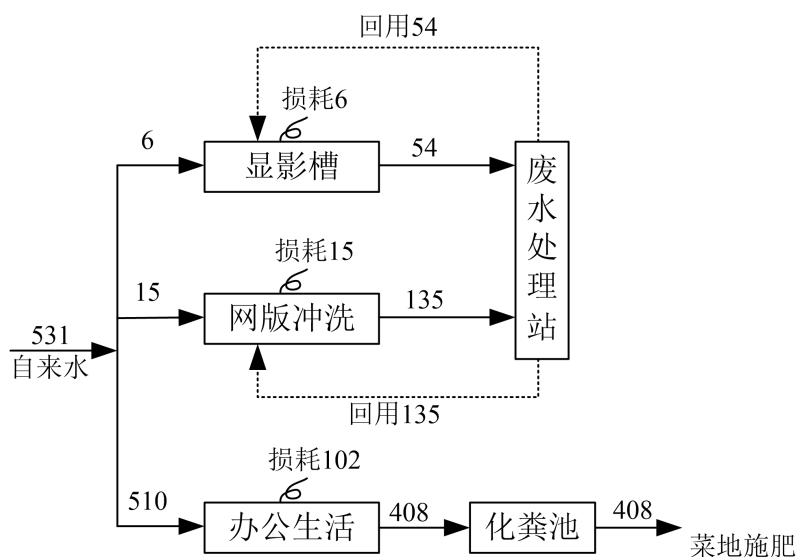 回用54
损耗6
6
显影槽
54
废水处理站
损耗15
15
网版冲洗
135
531
自来水
回用135
损耗102
510
办公生活
408
化粪池
408
菜地施肥